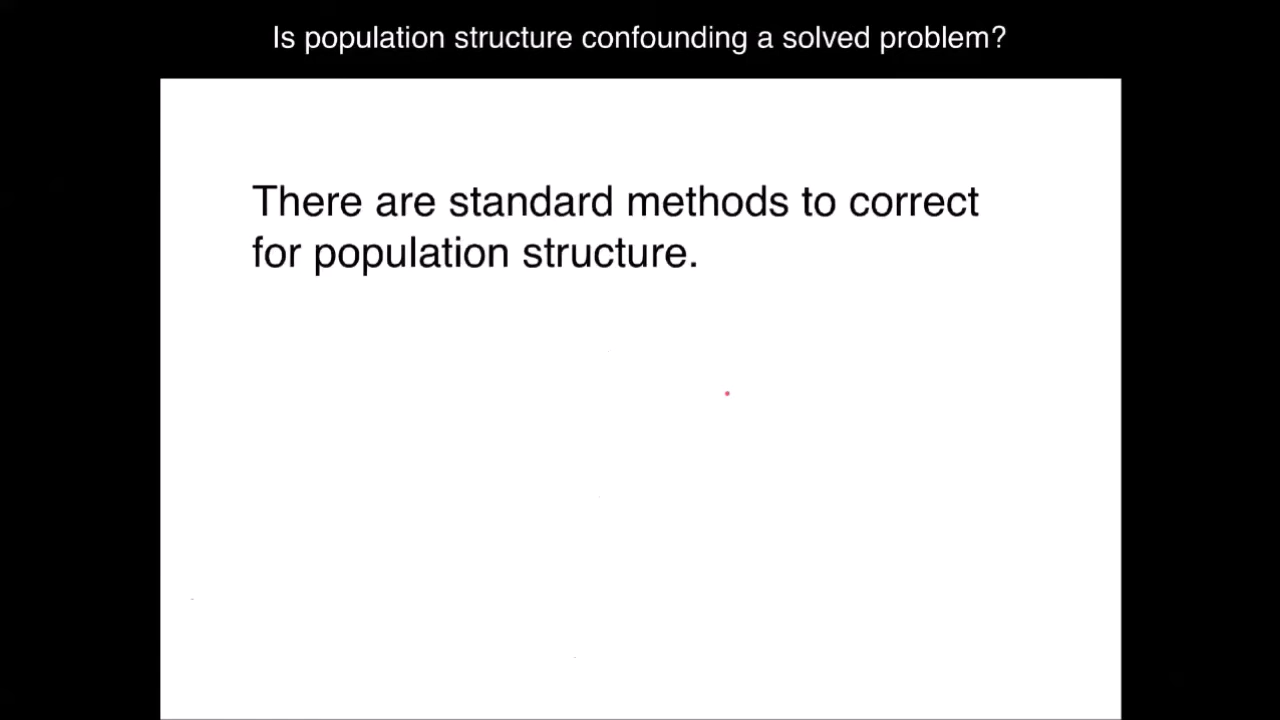 Is population structure confounding a solved problem?
There are standard methods to correct
for population structure.